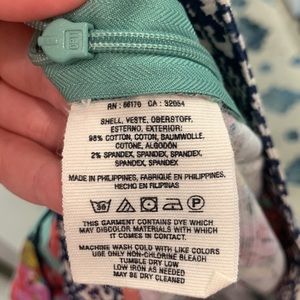 RN : 66170 CA : 32054
SHELL, VESTE, OBERSTOFF,
ESTERNO, EXTERIOR:
98% COTTON, COTON, BAUMWOLLE,
COTONE, ALGODÓN
2% SPANDEX, SPANDEX, SPANDEX,
SPANDEX, SPANDEX
MADE IN PHILIPPINES, FABRIQUÉ EN PHILIPPINES,
HECHO EN FILIPINAS
THIS GARMENT CONTAINS DYE WHICH
MAY DISCOLOR MATERIALS WITH WHICH
IT COMES IN CONTACT.
MACHINE WASH COLD WITH LIKE COLORS
USE ONLY NON-CHLORINE BLEACH
TUMBLE DRY LOW
LOW IRON AS NEEDED
MAY BE DRY CLEANED